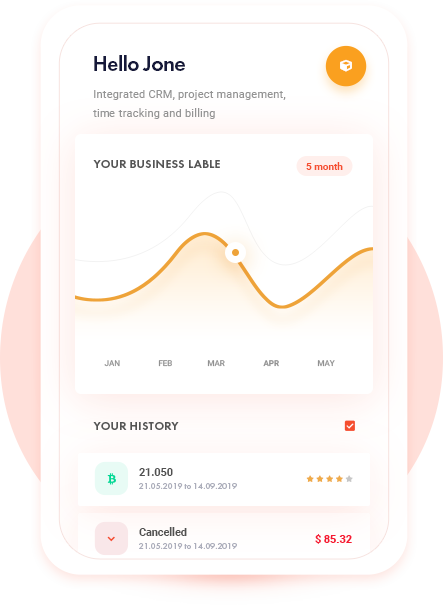 Hello Jone
Integrated CRM, project management,
time tracking and billing
YOUR BUSINESS LABLE
5 month
JAN FEB MAR APR MAY
YOUR HISTORY
21.050
21.05.2019 to 14.09.2019
Cancelled
21.05.2019 to 14.09.2019
$ 85.32